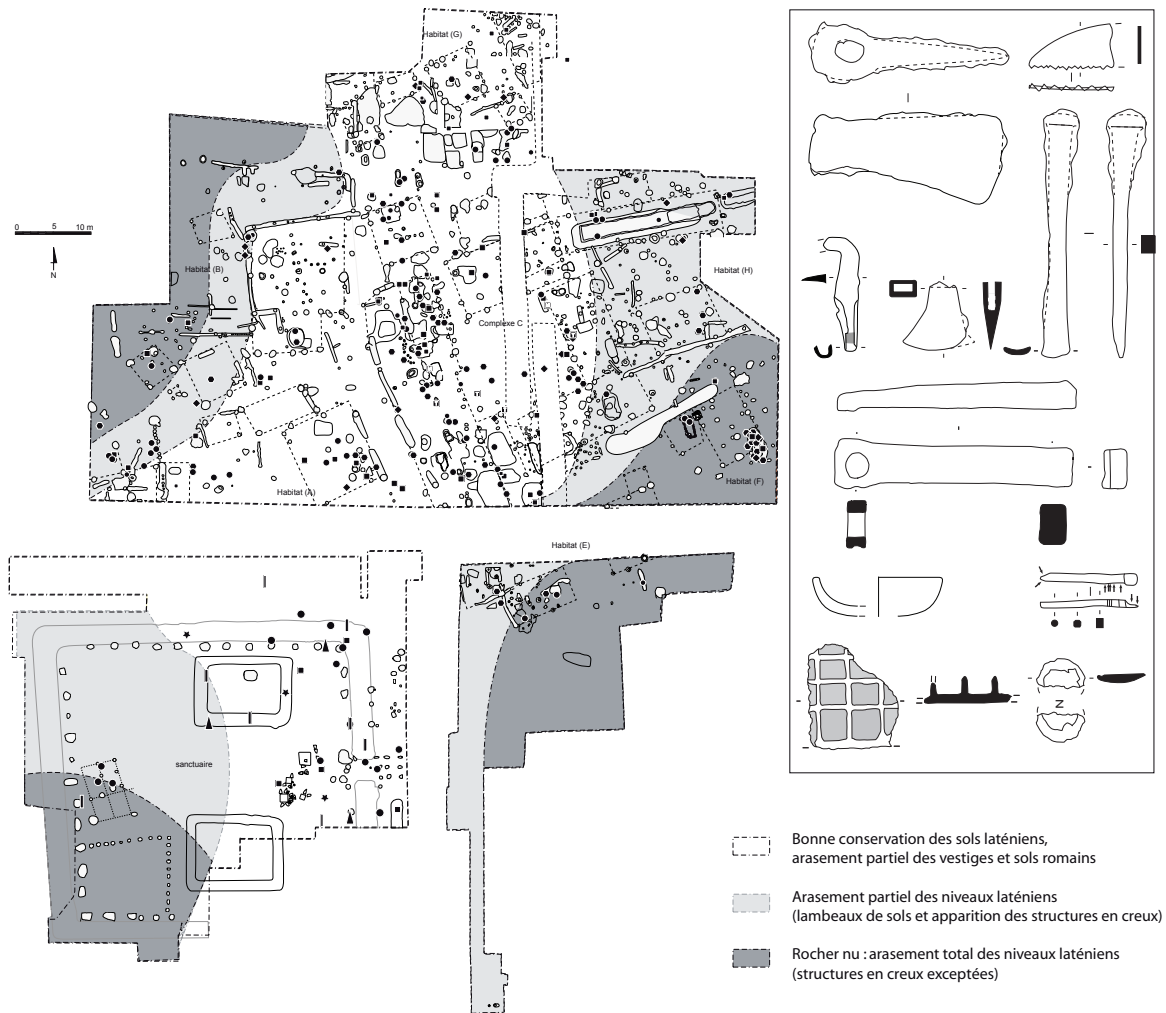 Habitat (G)
0 5 10 m
N
Habitat (B)
Habitat (H)
Complexe C
Habitat (A)
Habitat (F)
Habitat (E)
sanctuaire
N
Bonne conservation des sols laténiens,
arasement partiel des vestiges et sols romains
Arasement partiel des niveaux laténiens
(lambeaux de sols et apparition des structures en creux)
Rocher nu : arasement total des niveaux laténiens
(structures en creux exceptées)